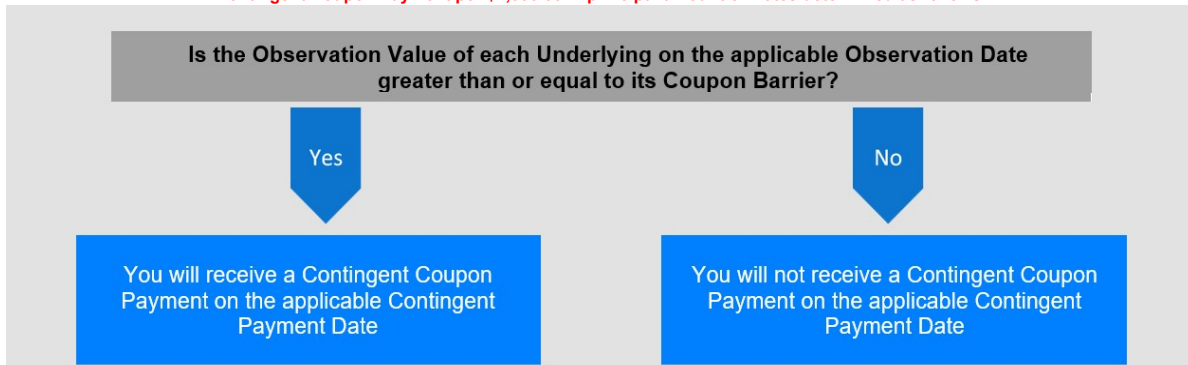 Is the Observation Value of each Underlying on the applicable Observation Date
greater than or equal to its Coupon Barrier?
Yes
No
You will receive a Contingent Coupon
Payment on the applicable Contingent
Payment Date
You will not receive a Contingent Coupon
Payment on the applicable Contingent
Payment Date